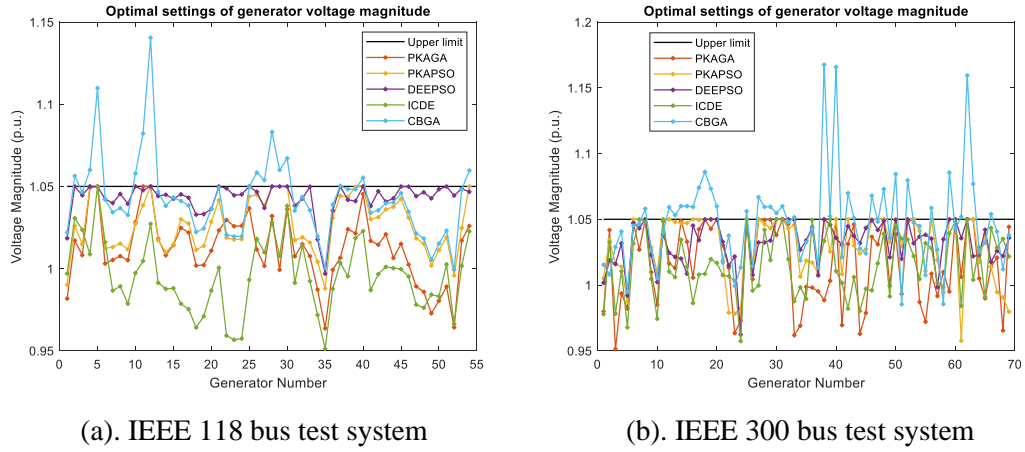 Optimal settings of generator voltage magnitude
1.15
1.1
1.05
1
0.95
Voltage Magnitude (p.u.)
Upper limit
PKAGA
PKAPSO
DEEPSO
ICDE
CBGA
0 5 10 15 20 25 30 35 40 45 50 55
Generator Number
(a). IEEE 118 bus test system
Optimal settings of generator voltage magnitude
1.2
1.15
1.1
1.05
1
0.95
Voltage Magnitude (p.u.)
Upper limit
PKAGA
PKAPSO
DEEPSO
ICDE
CBGA
0 10 20 30 40 50 60 70
Generator Number
(b). IEEE 300 bus test system